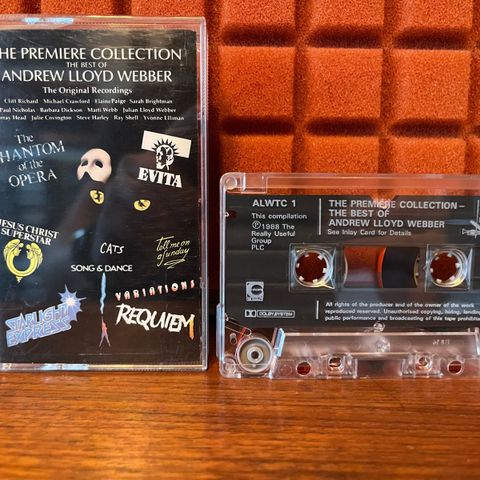 THE PREMIERE COLLECTION
THE BEST OF
ANDREW LLOYD WEBBER
The Original Recordings
Cliff Richard Michael Crawford Elaine Paige Sarah Brightman
Paul Nicholas Barbara Dickson Marti Webb Julian Lloyd Webber
Murray Head Julie Covington Steve Harley Ray Shell Yvonne Elliman
The
PHANTOM
of the
OPERA
EVITA
JESUS CHRIST
SUPERSTAR
CATS
tell me on
a sunday
SONG & DANCE
VARIATIONS
STARLIGHT
EXPRESS
REQUIEM
ALWTC 1
This compilation
Ⓟ1988 The
Really Useful
Group
PLC
THE PREMIERE COLLECTION–
THE BEST OF
ANDREW LLOYD WEBBER
See Inlay Card for Details
DOLBY SYSTEM
All rights of the producer and of the owner of the work
reproduced reserved. Unauthorised copying, hiring, lending,
public performance and broadcasting of this tape prohibited